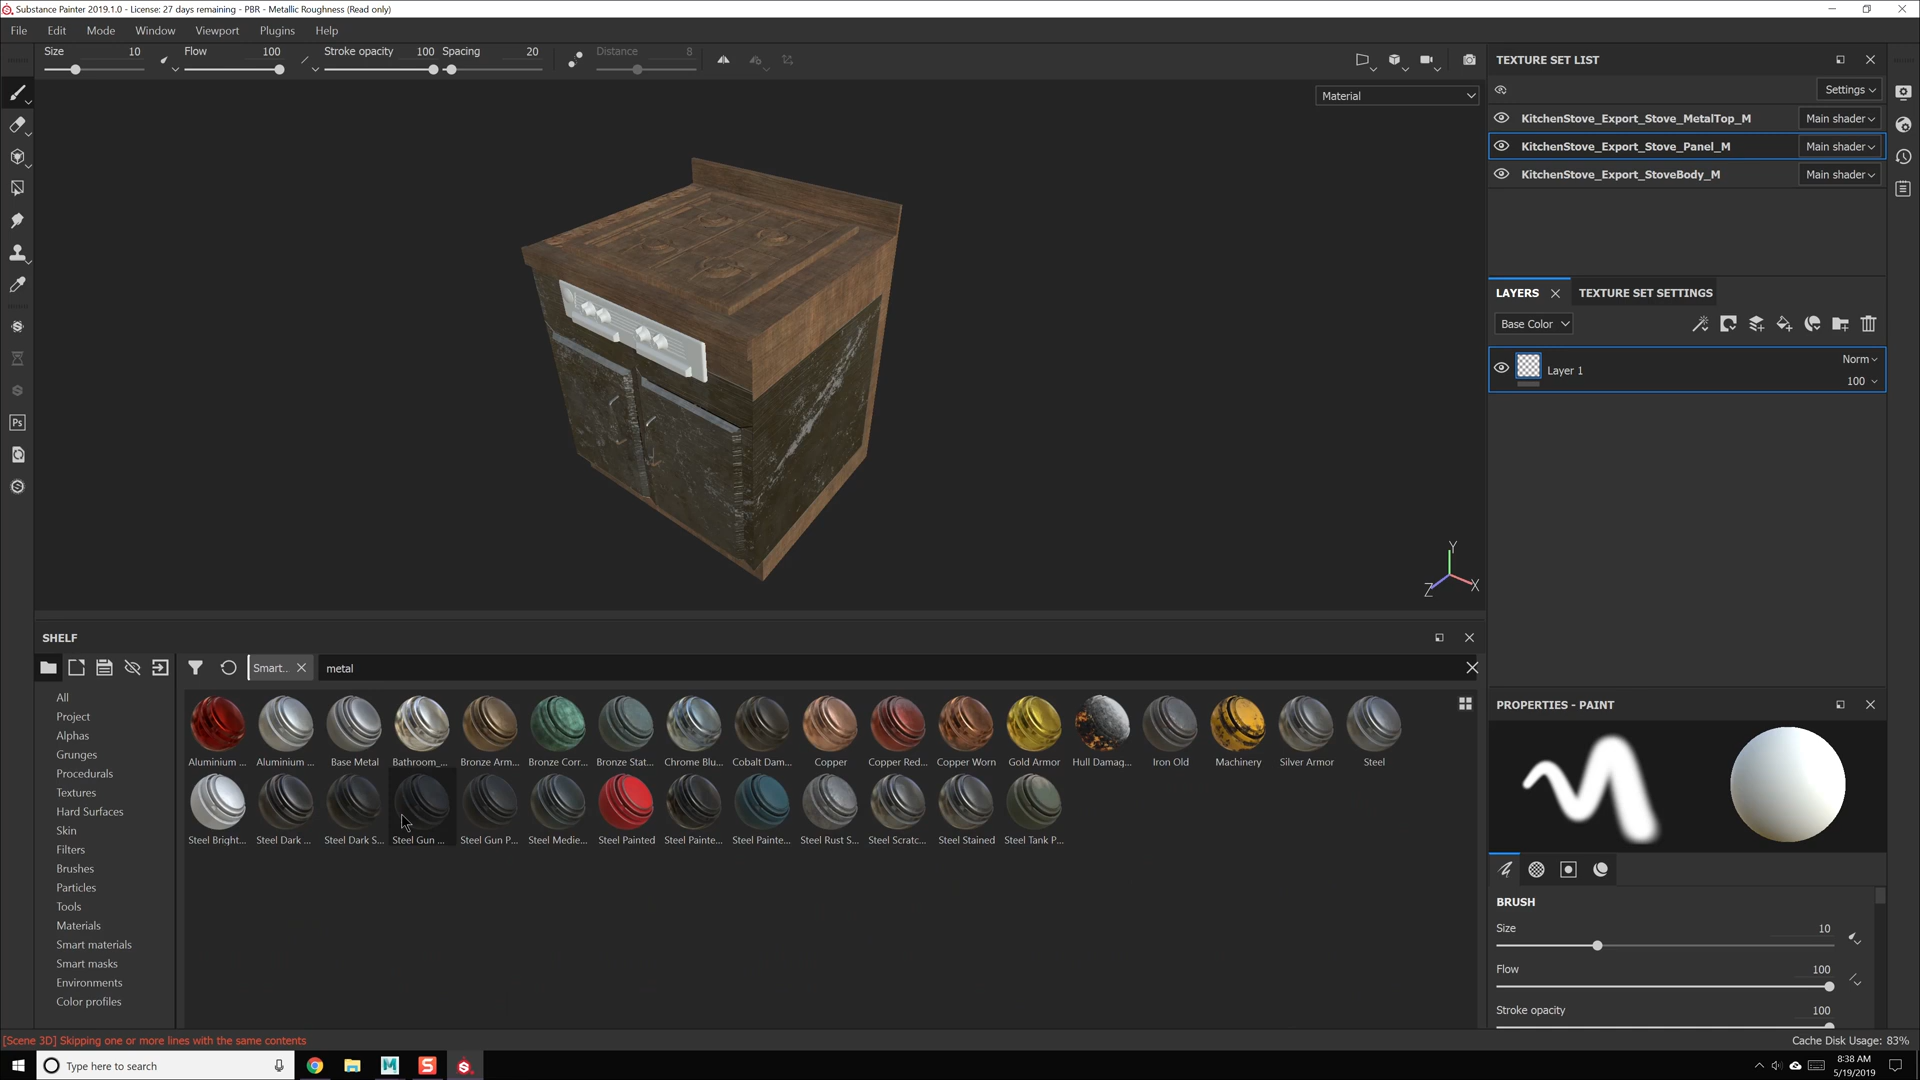 Substance Painter 2019.1.0 - License: 27 days remaining - PBR - Metallic Roughness (Read only)
File Edit Mode Window Viewport Plugins Help
Size 10 Flow 100 Stroke opacity 100 Spacing 20 Distance 8
Material
Y
Z X
TEXTURE SET LIST
Settings
KitchenStove_Export_Stove_MetalTop_M Main shader
KitchenStove_Export_Stove_Panel_M Main shader
KitchenStove_Export_StoveBody_M Main shader
LAYERS TEXTURE SET SETTINGS
Base Color
Layer 1 Norm
100
Ps
SHELF
Smart.. metal
All
Project
Alphas
Grunges
Procedurals
Textures
Hard Surfaces
Skin
Filters
Brushes
Particles
Tools
Materials
Smart materials
Smart masks
Environments
Color profiles
Aluminium ... Aluminium ... Base Metal Bathroom_... Bronze Arm... Bronze Corr... Bronze Stat... Chrome Blu... Cobalt Dam... Copper Copper Red... Copper Worn Gold Armor Hull Damag... Iron Old Machinery Silver Armor Steel
Steel Bright... Steel Dark ... Steel Dark S... Steel Gun ... Steel Gun P... Steel Medie... Steel Painted Steel Painte... Steel Painte... Steel Rust S... Steel Scratc... Steel Stained Steel Tank P...
PROPERTIES - PAINT
BRUSH
Size 10
Flow 100
Stroke opacity 100
[Scene 3D] Skipping one or more lines with the same contents
Cache Disk Usage: 83%
Type here to search
M
S
8:38 AM
5/19/2019